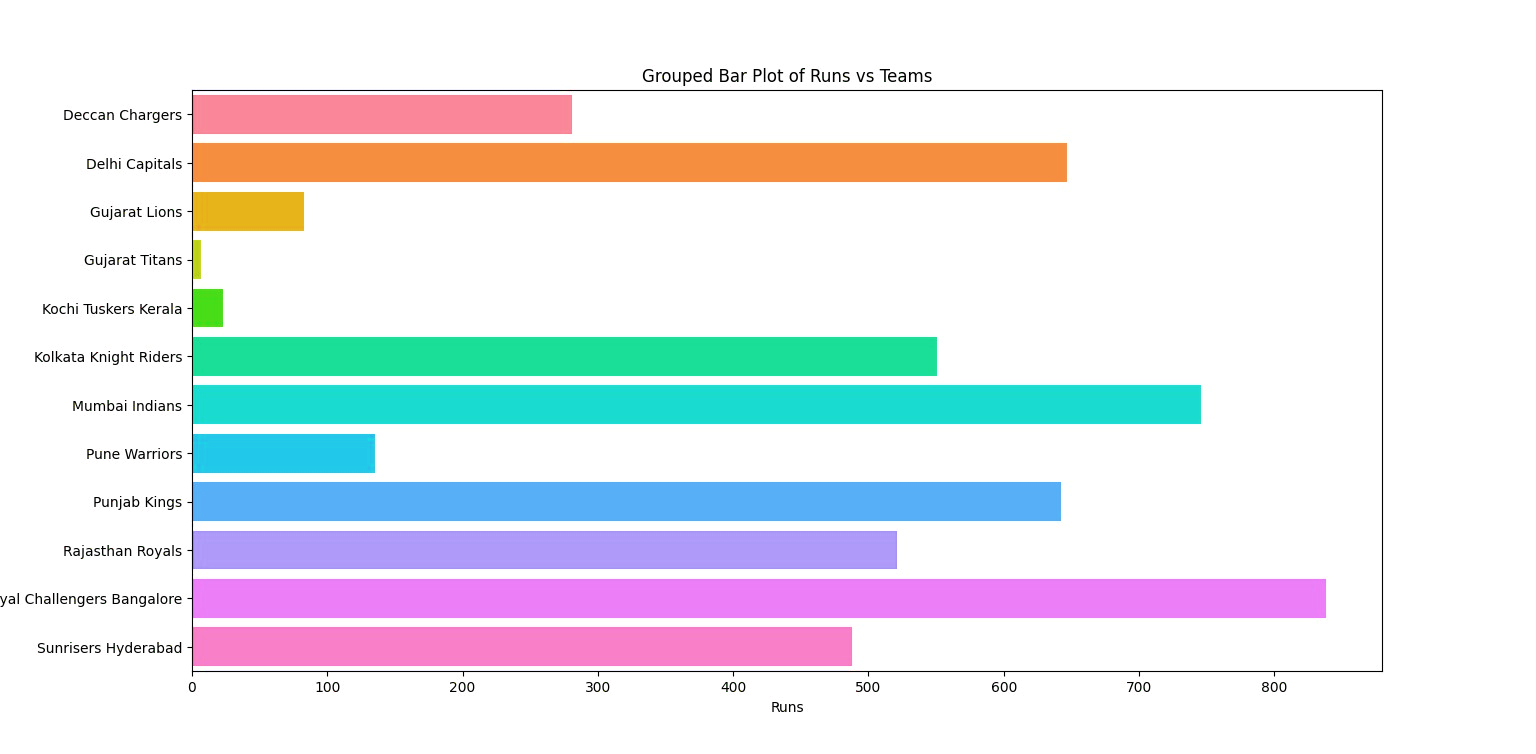 Grouped Bar Plot of Runs vs Teams
Deccan Chargers
Delhi Capitals
Gujarat Lions
Gujarat Titans
Kochi Tuskers Kerala
Kolkata Knight Riders
Mumbai Indians
Pune Warriors
Punjab Kings
Rajasthan Royals
yal Challengers Bangalore
Sunrisers Hyderabad
0 100 200 300 400 500 600 700 800
Runs